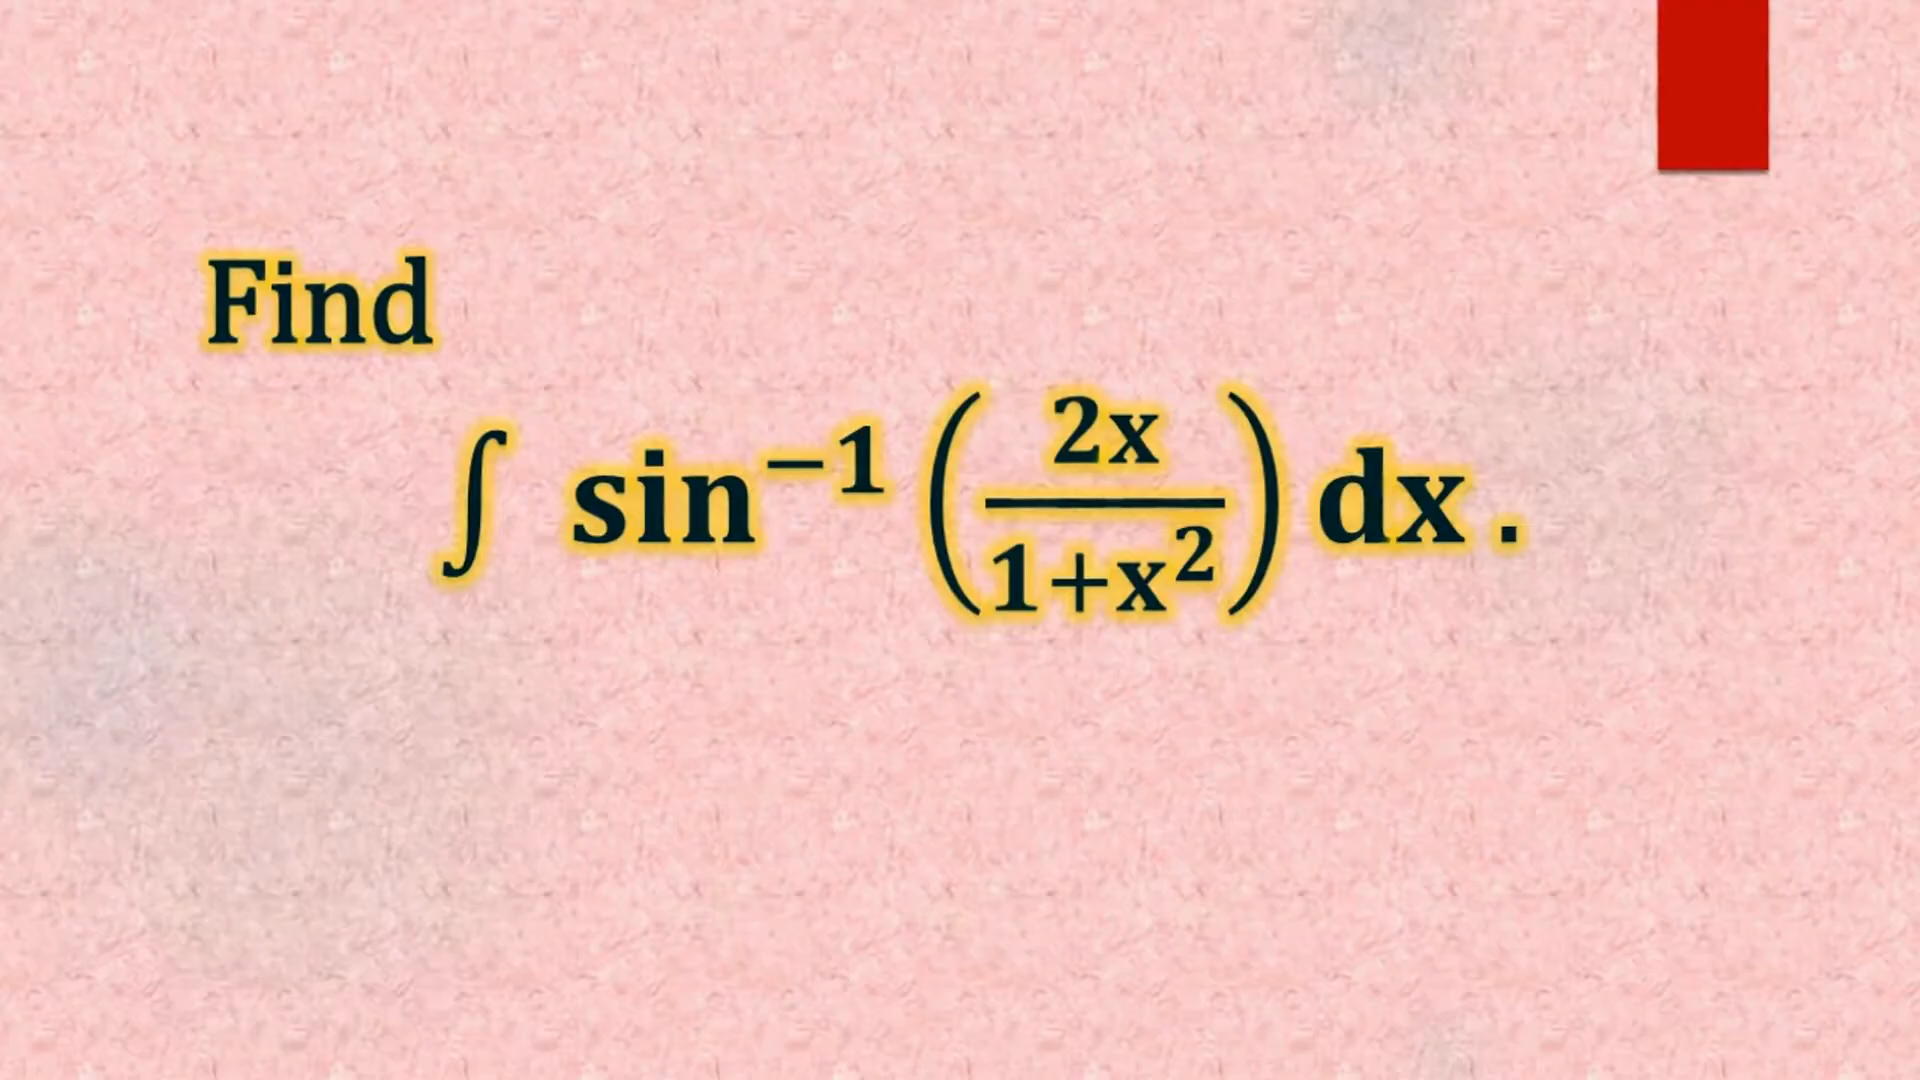 Find
∫ sin⁻¹ (2x/1+x²) dx .